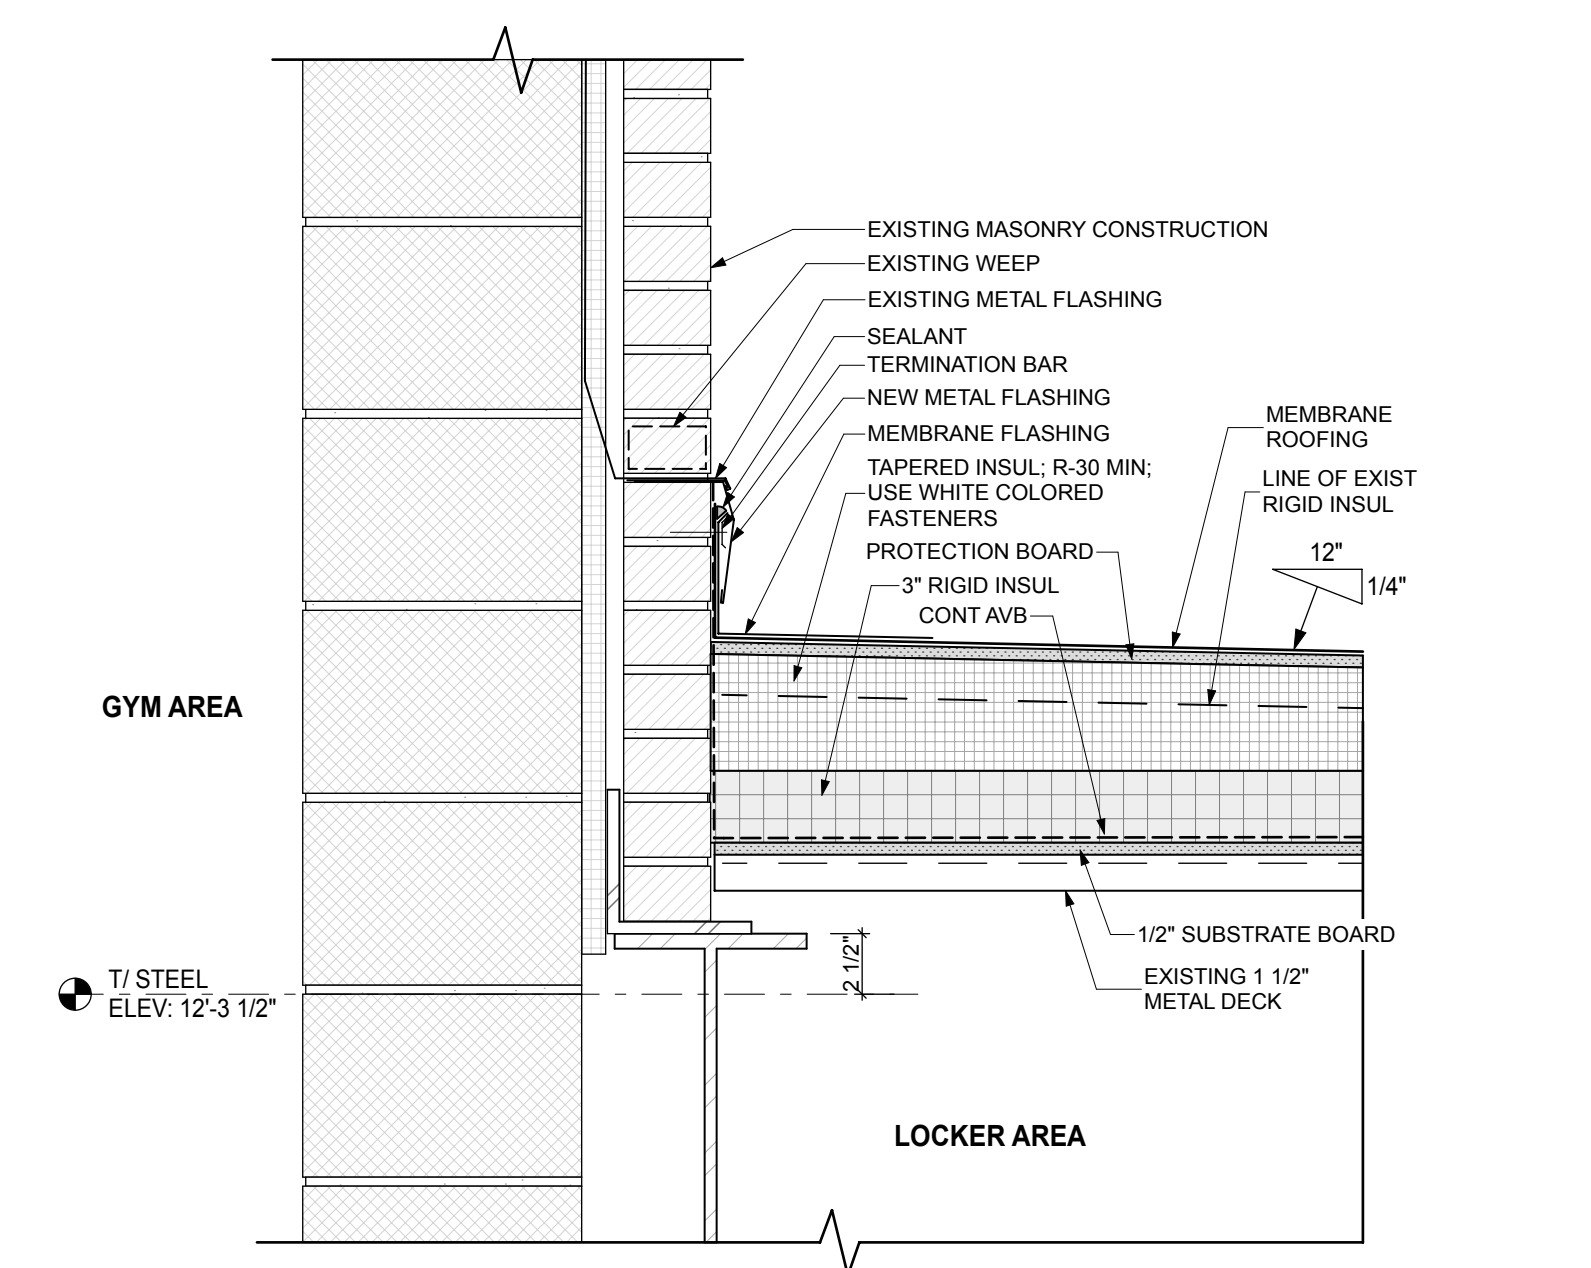 EXISTING MASONRY CONSTRUCTION
EXISTING WEEP
EXISTING METAL FLASHING
SEALANT
TERMINATION BAR
NEW METAL FLASHING
MEMBRANE FLASHING
TAPERED INSUL; R-30 MIN;
USE WHITE COLORED
FASTENERS
PROTECTION BOARD
3" RIGID INSUL
CONT AVB
MEMBRANE
ROOFING
LINE OF EXIST
RIGID INSUL
12"
1/4"
GYM AREA
1/2" SUBSTRATE BOARD
EXISTING 1 1/2"
METAL DECK
2 1/2"
T/ STEEL
ELEV: 12'-3 1/2"
LOCKER AREA